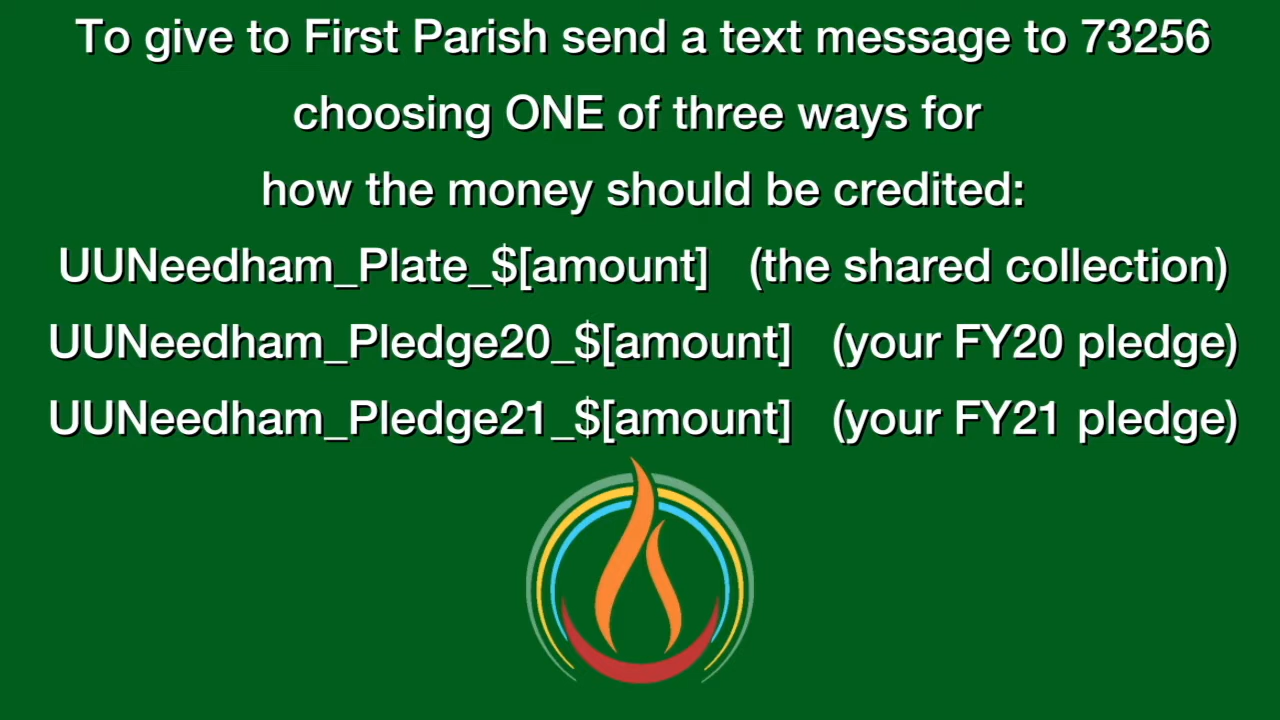 To give to First Parish send a text message to 73256
choosing ONE of three ways for
how the money should be credited:
UUNeedham_Plate_$[amount] (the shared collection)
UUNeedham_Pledge20_$[amount] (your FY20 pledge)
UUNeedham_Pledge21_$[amount] (your FY21 pledge)